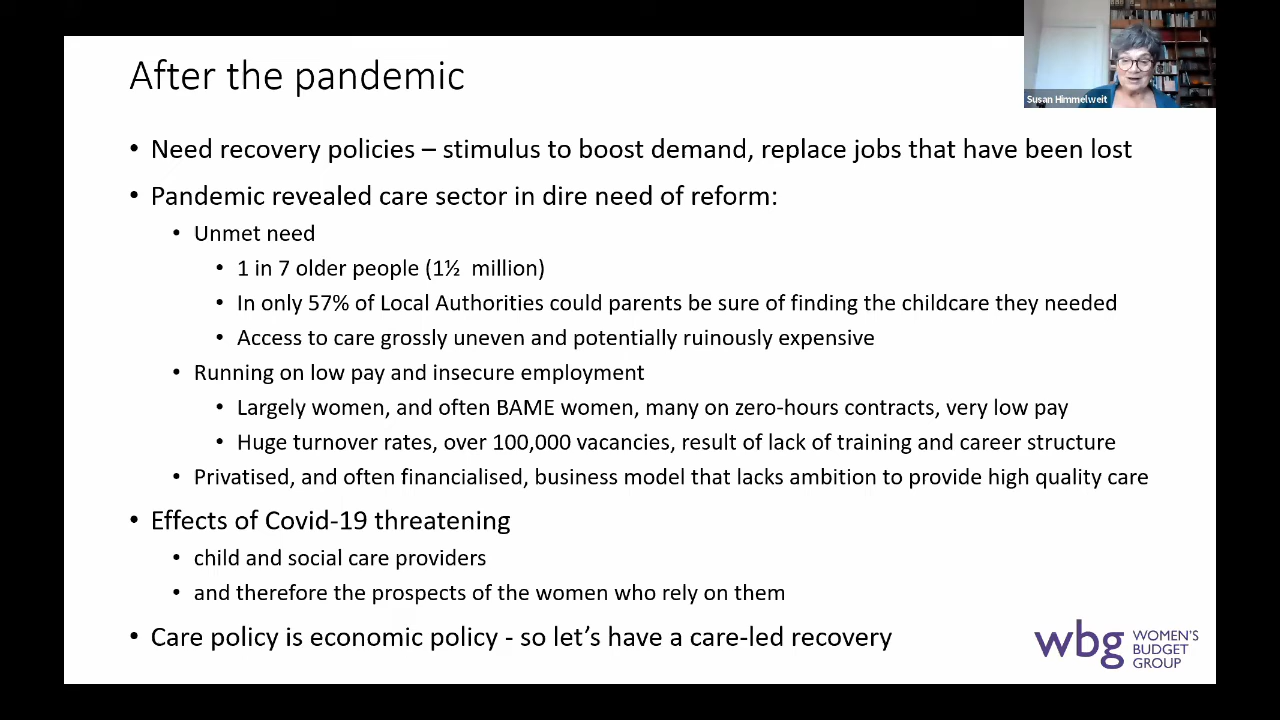 After the pandemic
Susan Himmelweit
• Need recovery policies – stimulus to boost demand, replace jobs that have been lost
• Pandemic revealed care sector in dire need of reform:
• Unmet need
• 1 in 7 older people (1½ million)
• In only 57% of Local Authorities could parents be sure of finding the childcare they needed
• Access to care grossly uneven and potentially ruinously expensive
• Running on low pay and insecure employment
• Largely women, and often BAME women, many on zero-hours contracts, very low pay
• Huge turnover rates, over 100,000 vacancies, result of lack of training and career structure
• Privatised, and often financialised, business model that lacks ambition to provide high quality care
• Effects of Covid-19 threatening
• child and social care providers
• and therefore the prospects of the women who rely on them
• Care policy is economic policy - so let's have a care-led recovery
wbg
WOMEN'S
BUDGET
GROUP